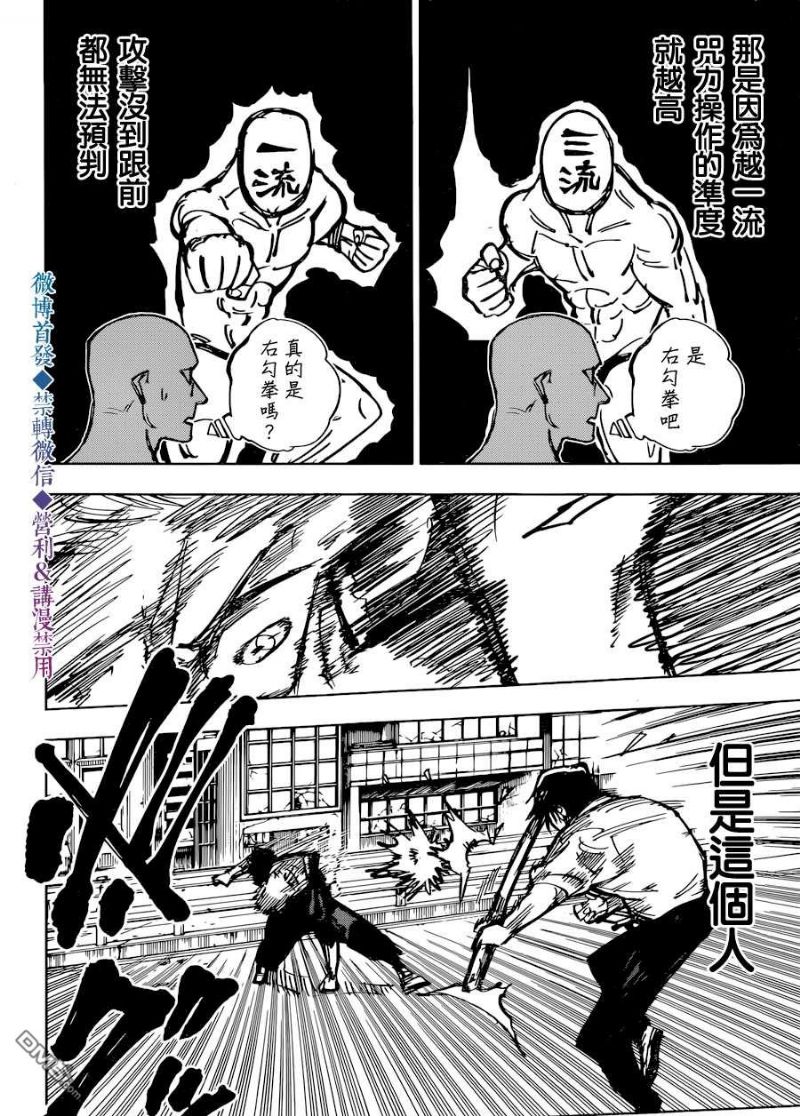 那是因為越一流
咒力操作的準度
就越高
三流
是
右勾拳吧
攻擊沒到跟前
都無法預判
一流
真的是
右勾拳嗎？
但是這個人
微博首發◆禁轉微信◆營利&講漫禁用